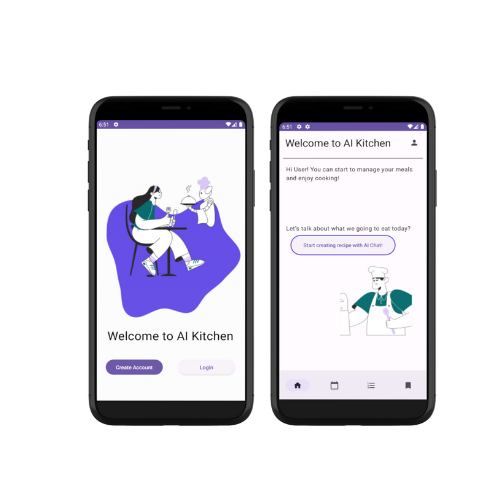 6:51
Welcome to AI Kitchen
Create Account
Login
6:51
Welcome to AI Kitchen
Hi User! You can start to manage your meals
and enjoy cooking!
Let's talk about what we going to eat today?
Start creating recipe with AI Chat!